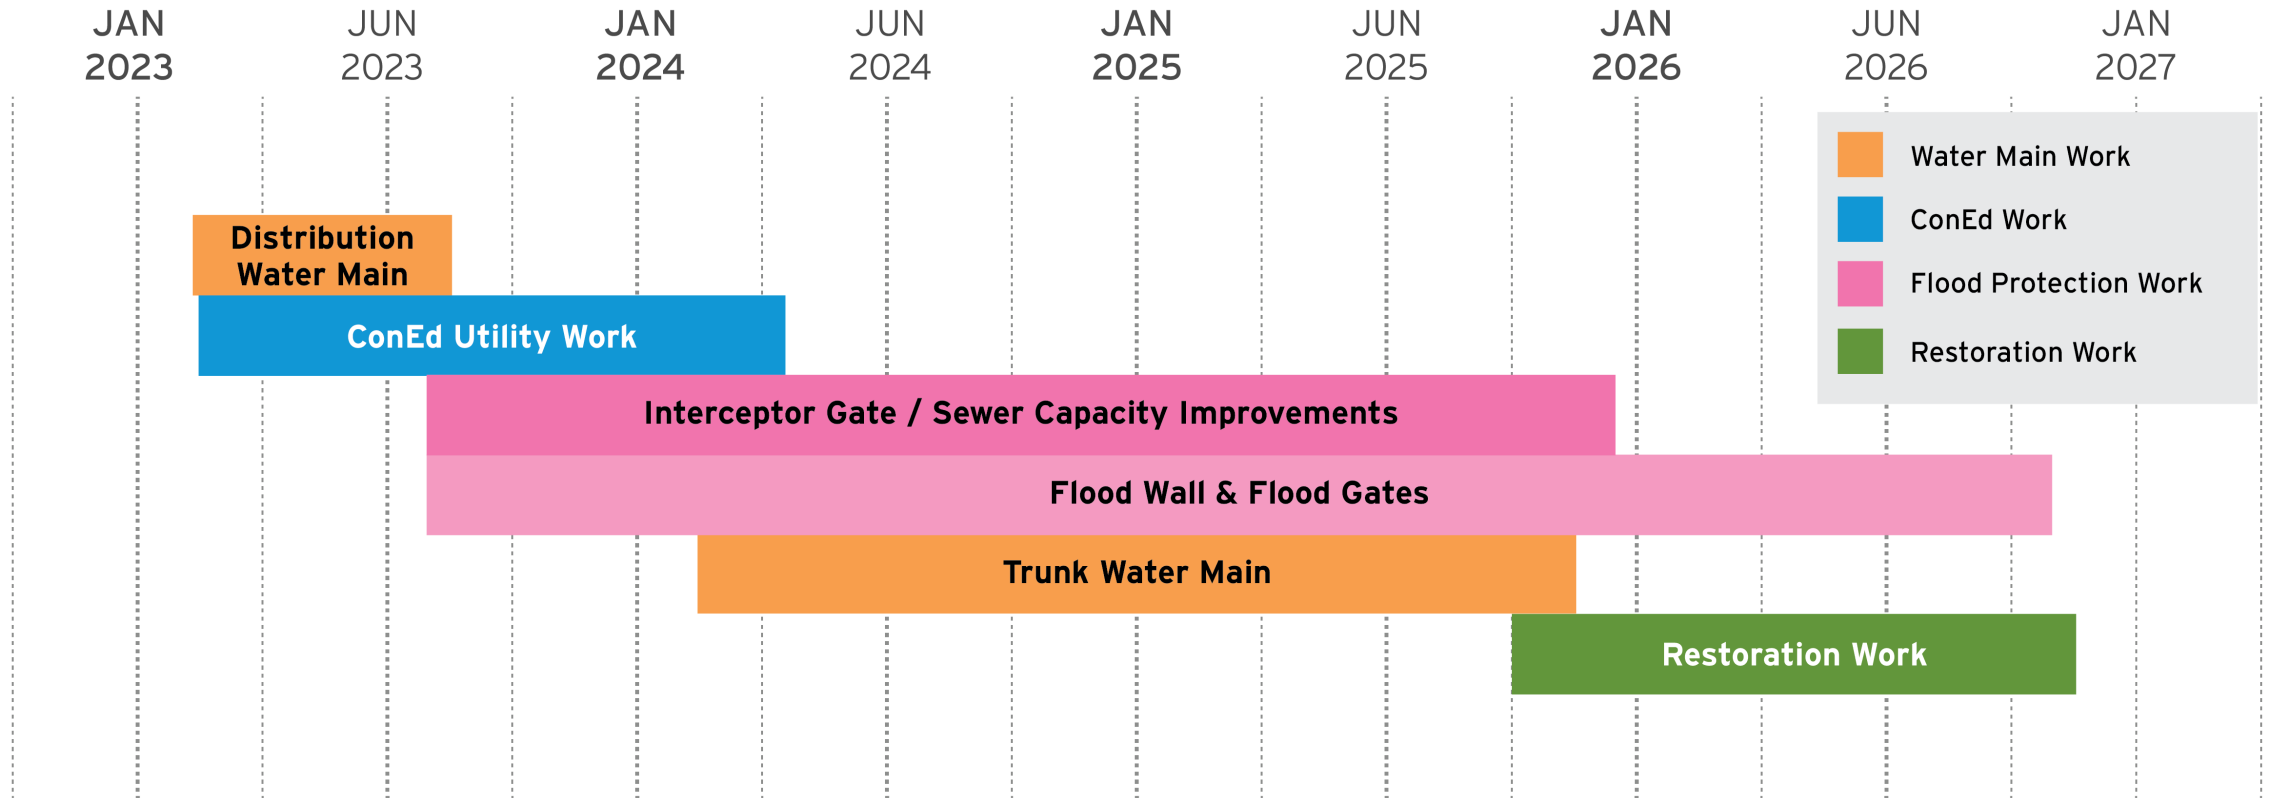 JAN JUN JAN JUN JAN JUN JAN JUN JAN
2023 2023 2024 2024 2025 2025 2026 2026 2027
Water Main Work
ConEd Work
Flood Protection Work
Restoration Work
Distribution
Water Main
ConEd Utility Work
Interceptor Gate / Sewer Capacity Improvements
Flood Wall & Flood Gates
Trunk Water Main
Restoration Work